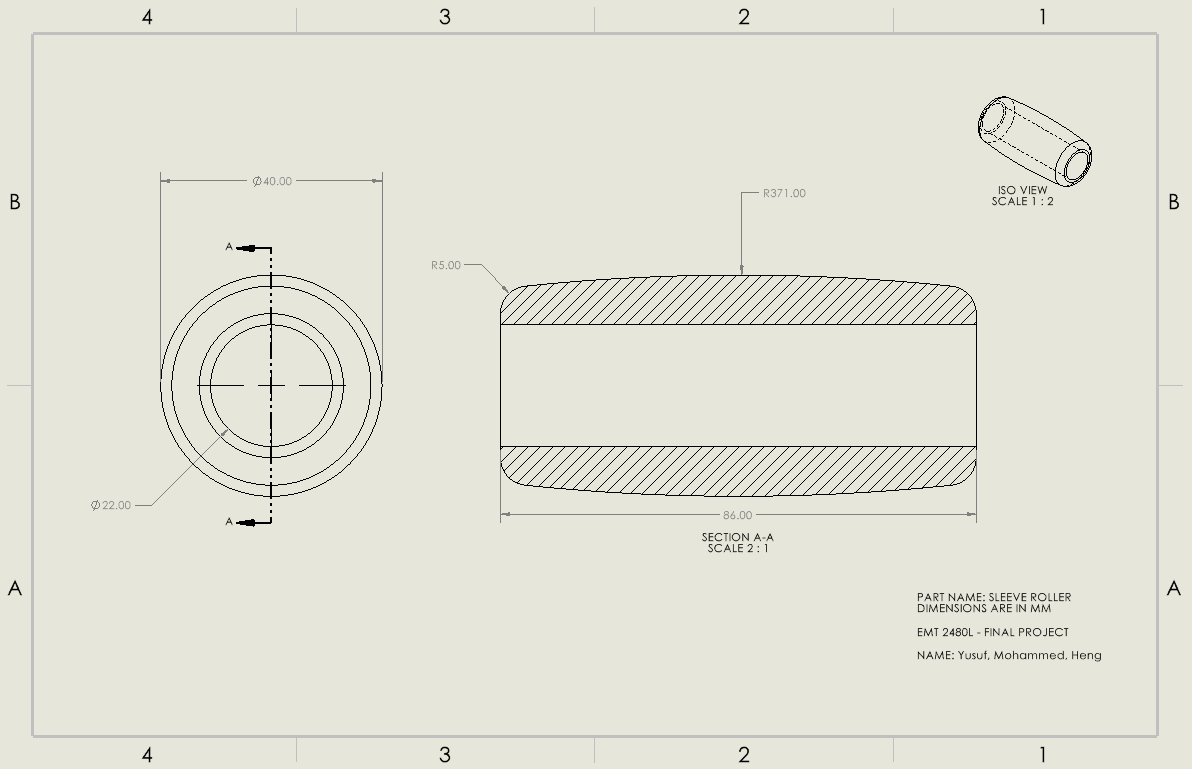 4 3 2 1
B B
ISO VIEW
SCALE 1 : 2
Ø40.00
R371.00
A
R5.00
Ø22.00
A
86.00
SECTION A-A
SCALE 2 : 1
A A
PART NAME: SLEEVE ROLLER
DIMENSIONS ARE IN MM
EMT 2480L - FINAL PROJECT
NAME: Yusuf, Mohammed, Heng
4 3 2 1